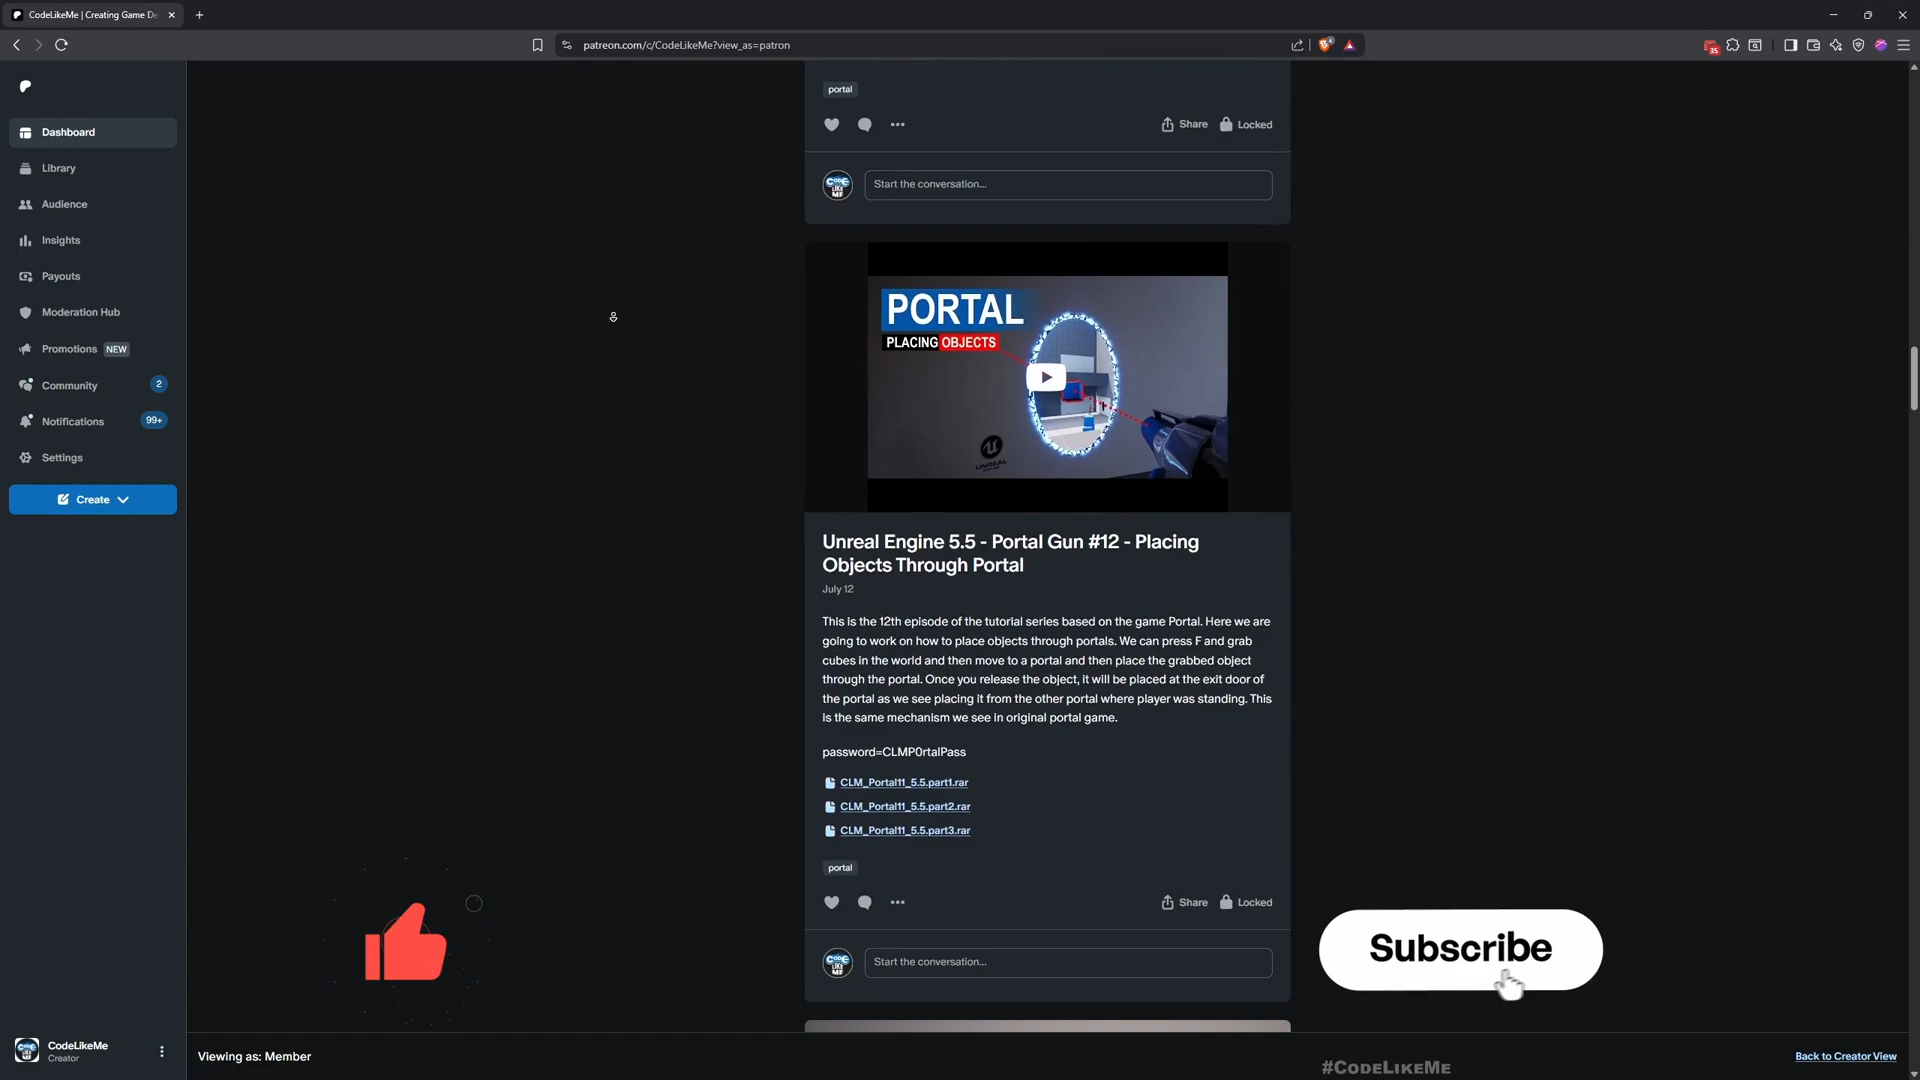 CodeLikeMe | Creating Game De
patreon.com/c/CodeLikeMe?view_as=patron
35
4
Dashboard
Library
Audience
Insights
Payouts
Moderation Hub
Promotions NEW
Community 2
Notifications 99+
Settings
Create
CodeLikeMe
Creator
portal
Share Locked
CODE LIKE ME
Start the conversation...
PORTAL
PLACING OBJECTS
UNREAL
Unreal Engine 5.5 - Portal Gun #12 - Placing
Objects Through Portal
July 12
This is the 12th episode of the tutorial series based on the game Portal. Here we are
going to work on how to place objects through portals. We can press F and grab
cubes in the world and then move to a portal and then place the grabbed object
through the portal. Once you release the object, it will be placed at the exit door of
the portal as we see placing it from the other portal where player was standing. This
is the same mechanism we see in original portal game.
password=CLMP0rtalPass
CLM_Portal11_5.5.part1.rar
CLM_Portal11_5.5.part2.rar
CLM_Portal11_5.5.part3.rar
portal
Share Locked
CODE LIKE ME
Start the conversation...
Subscribe
Viewing as: Member
#CodeLikeMe
Back to Creator View